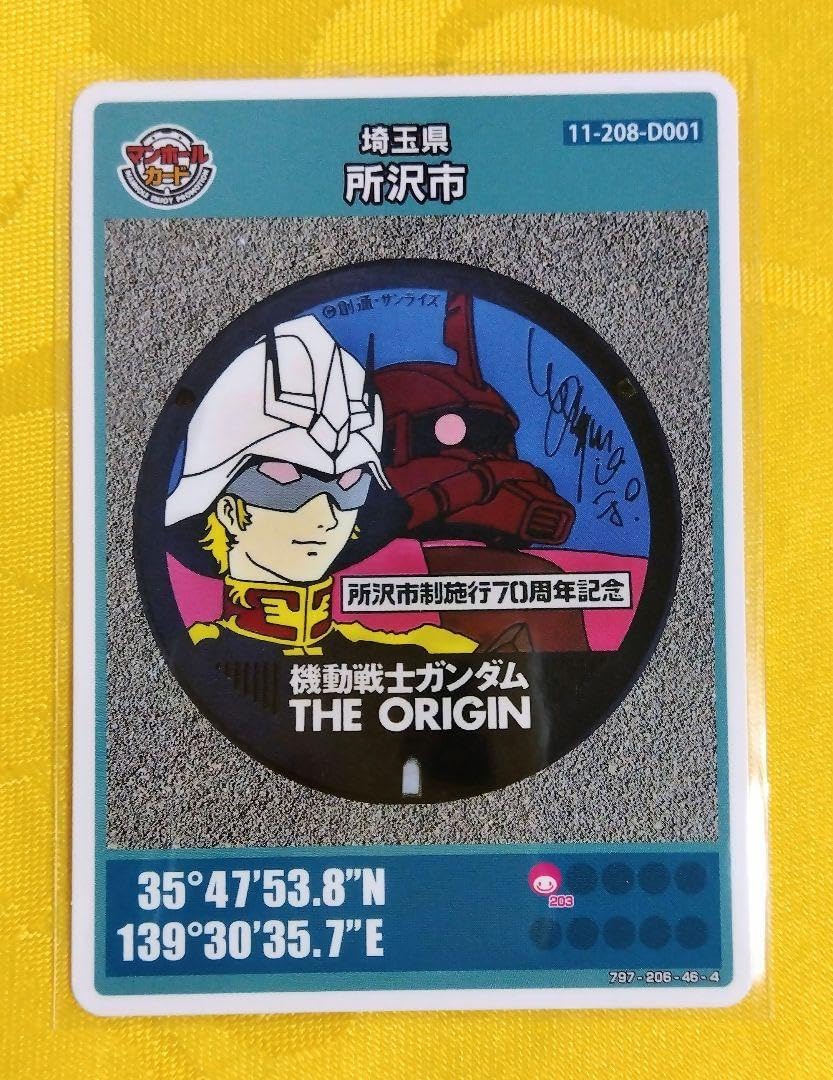 マンホール
カード
MANHOLE ENJOY PROMOTION
埼玉県
所沢市
11-208-D001
©創通・サンライズ
所沢市制施行70周年記念
機動戦士ガンダム
THE ORIGIN
35°47'53.8"N
139°30'35.7"E
203
797-206-46-4